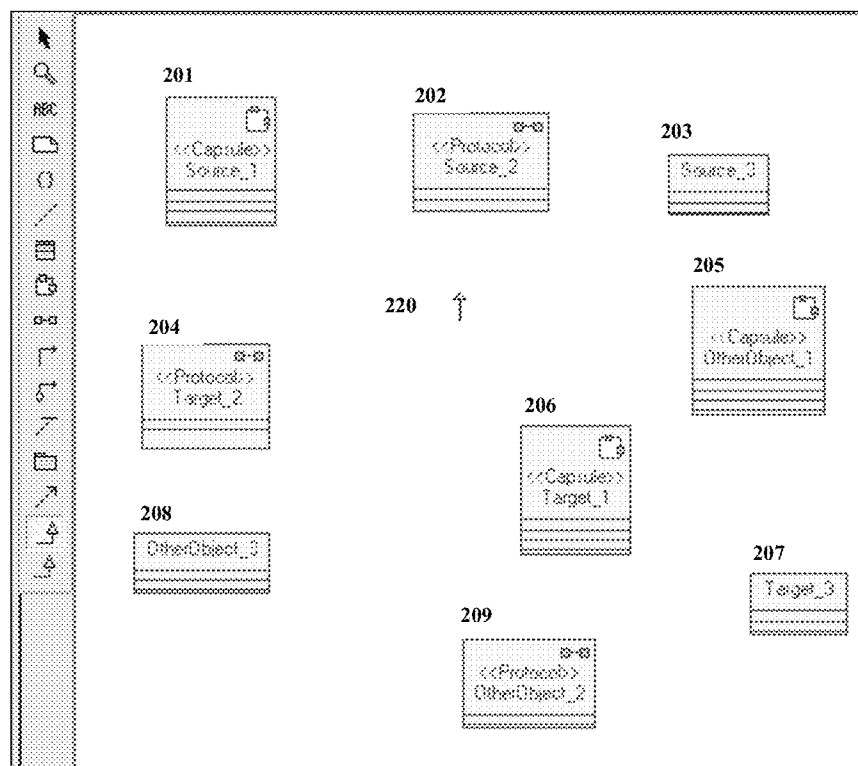 ABC
201
<<Capsule>>
Source_1
202
<<Protocol>>
Source_2
203
Source_3
204
<<Protocol>>
Target_2
220
205
<<Capsule>>
OtherObject_1
206
<<Capsule>>
Target_1
208
OtherObject_3
207
Target_3
209
<<Protocol>>
OtherObject_2